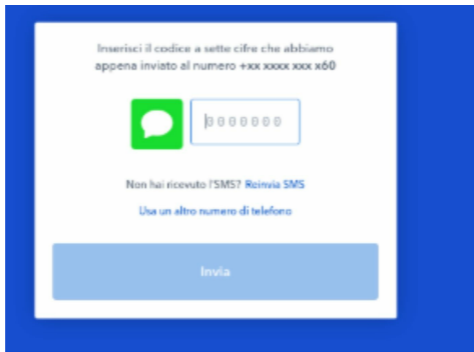 Inserisci il codice a sette cifre che abbiamo
appena inviato al numero +xx xxxx xxx x60
0000000
Non hai ricevuto l'SMS? Reinvia SMS
Usa un altro numero di telefono
Invia